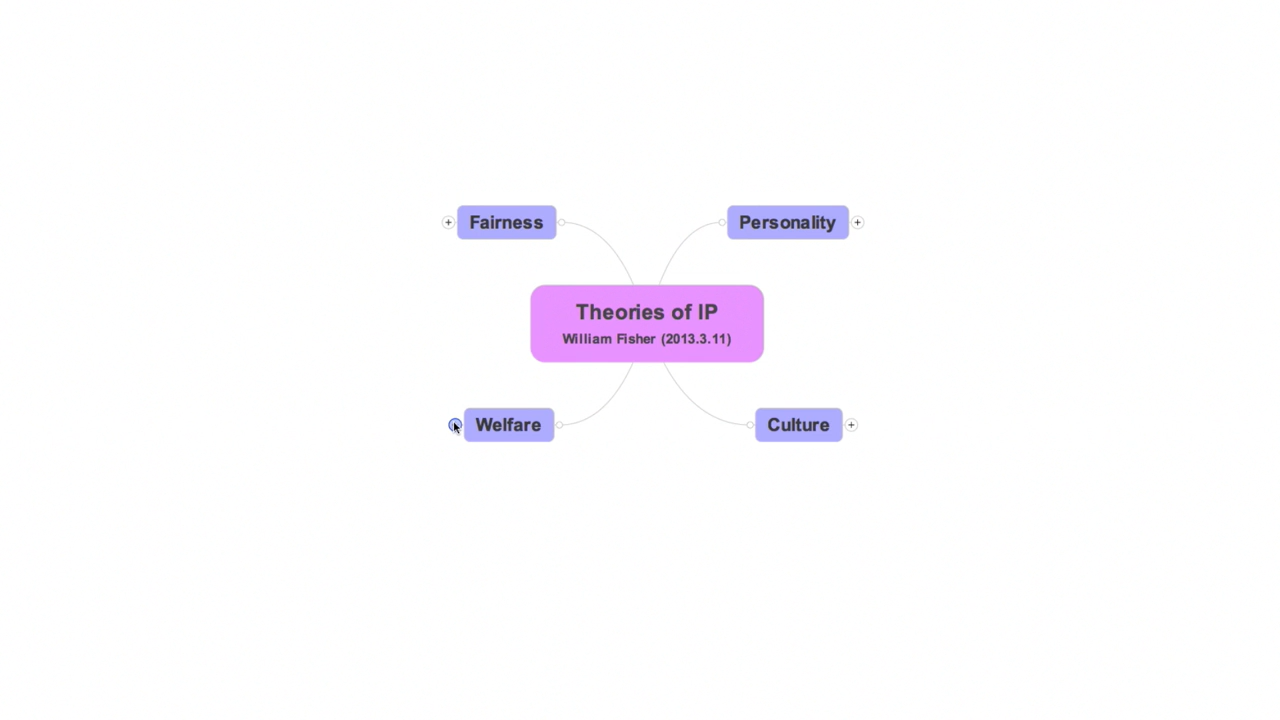 Fairness
Personality
Theories of IP
William Fisher (2013.3.11)
Welfare
Culture